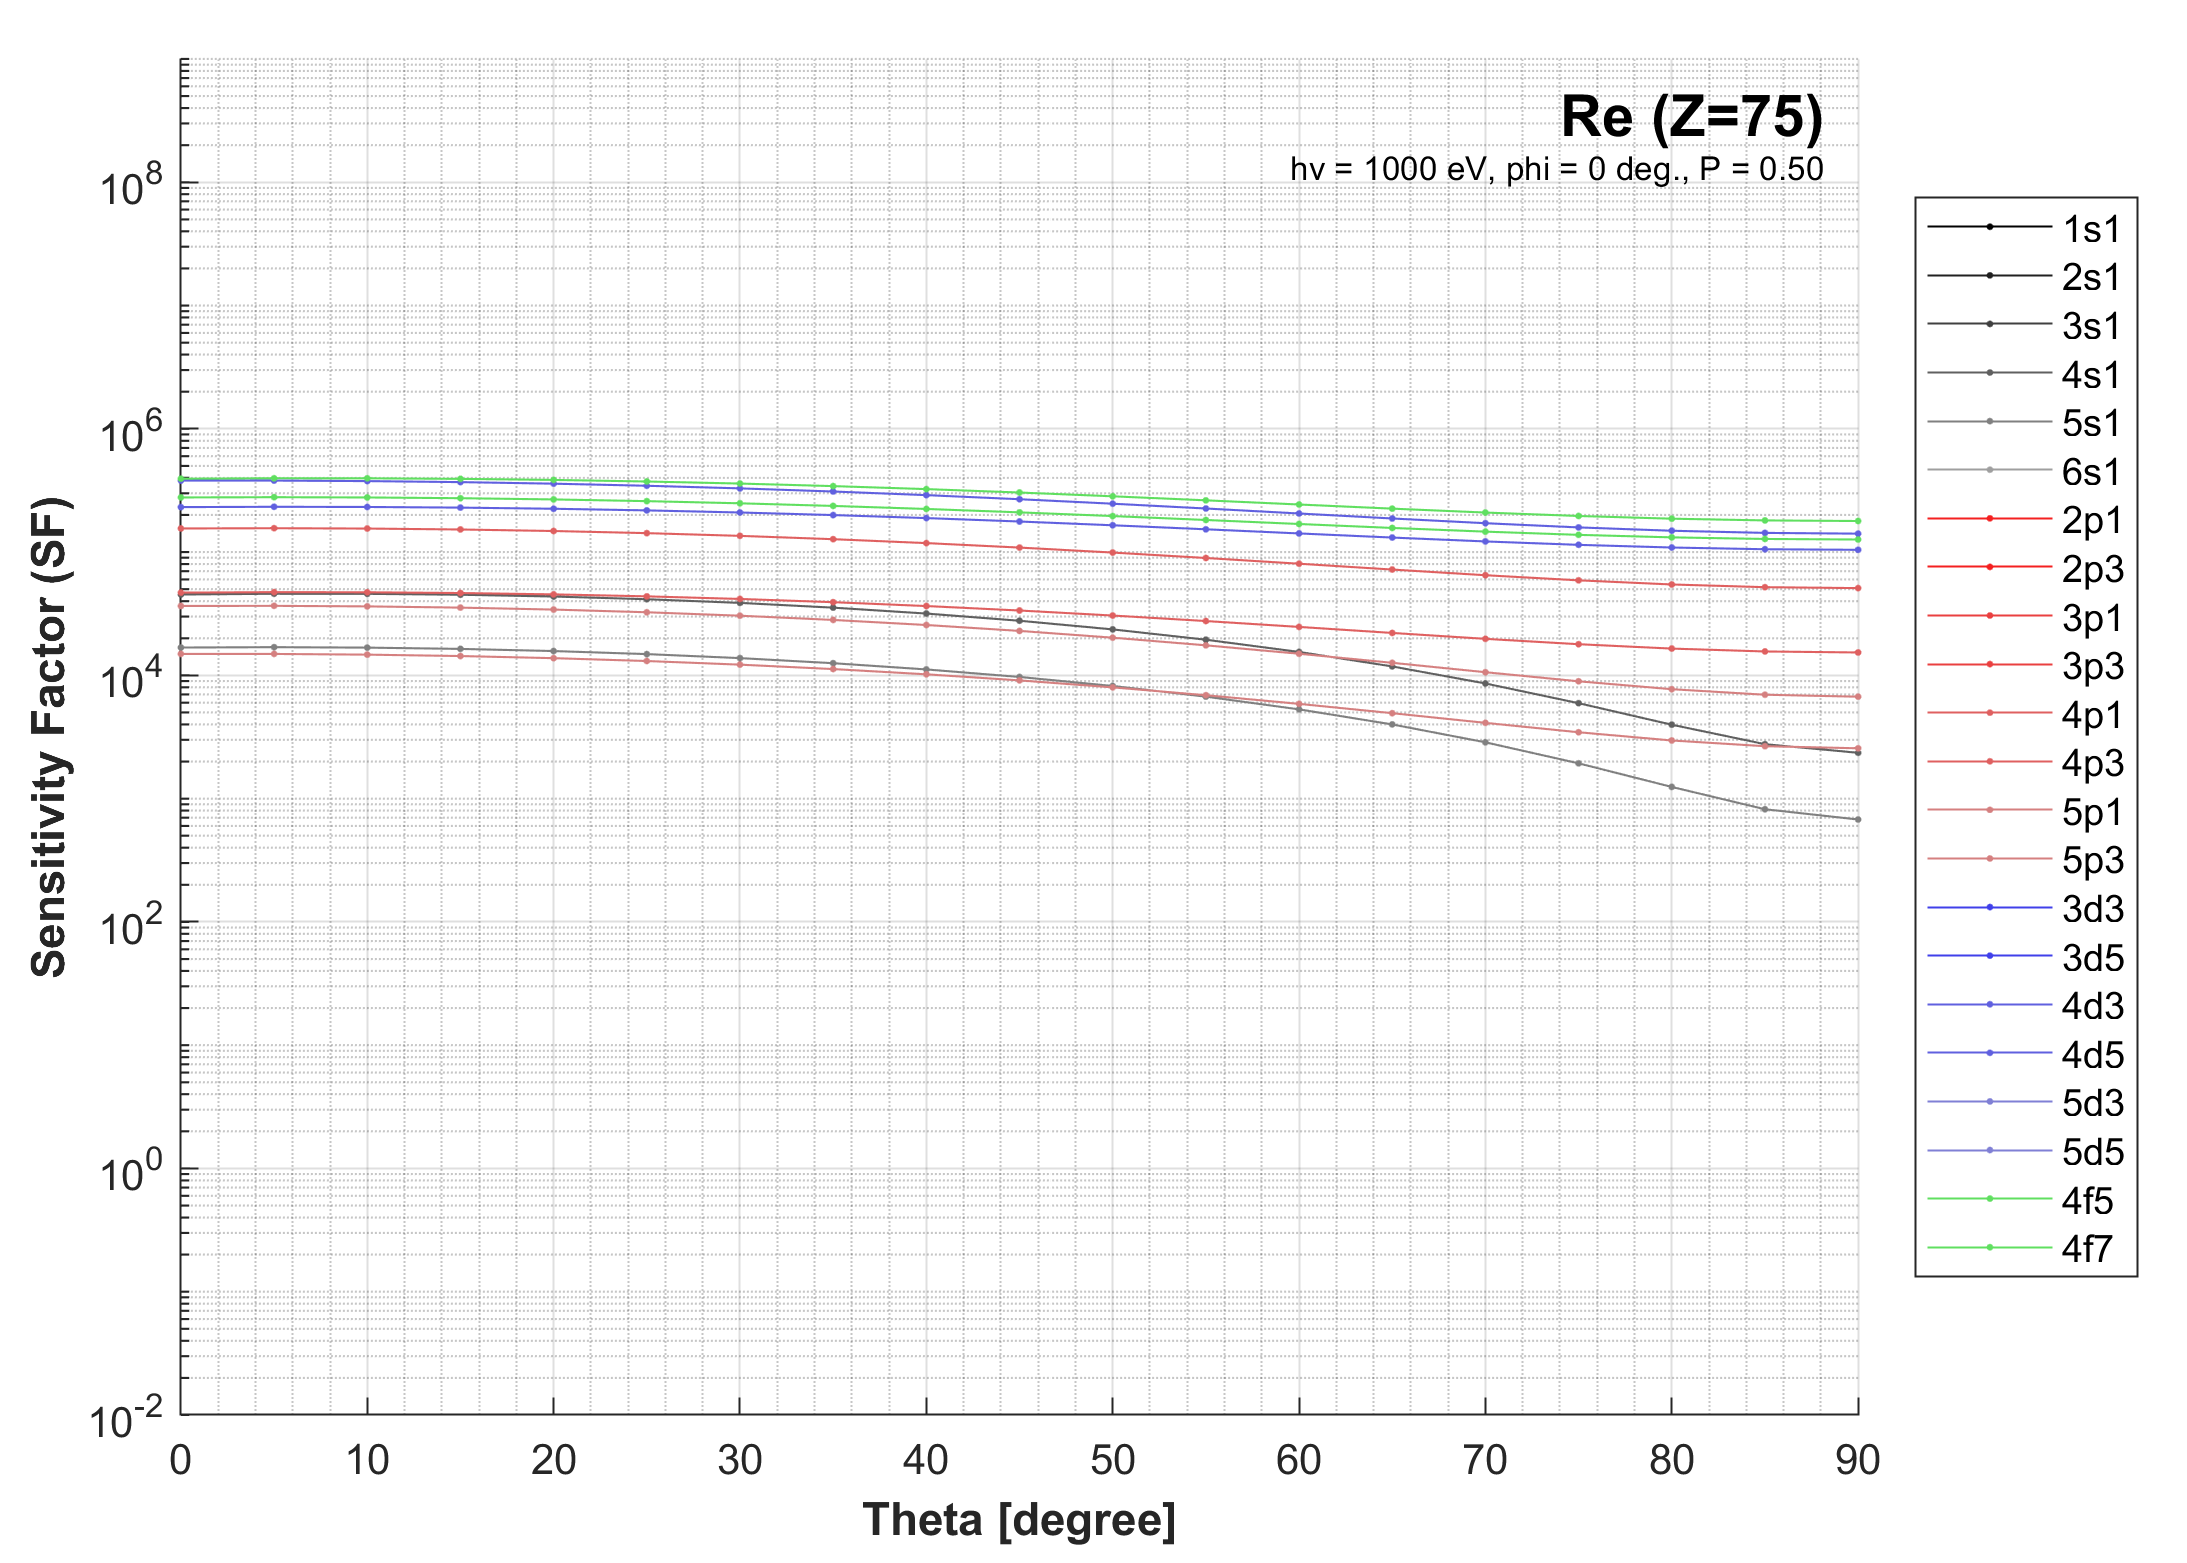 Re (Z=75)
hv = 1000 eV, phi = 0 deg., P = 0.50
Sensitivity Factor (SF)
10^8
10^6
10^4
10^2
10^0
10^-2
0 10 20 30 40 50 60 70 80 90
Theta [degree]
1s1
2s1
3s1
4s1
5s1
6s1
2p1
2p3
3p1
3p3
4p1
4p3
5p1
5p3
3d3
3d5
4d3
4d5
5d3
5d5
4f5
4f7